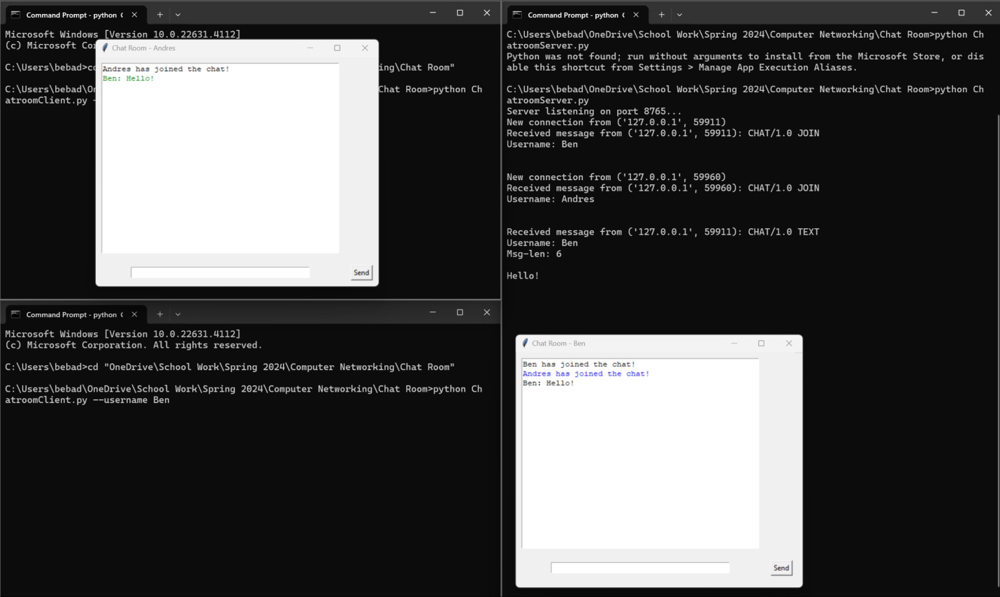 Command Prompt - python
Microsoft Windows [Version 10.0.22631.4112]
(c) Microsoft
C:\Users\bebad>
ing\Chat Room"
C:\Users\bebad\
Chat Room>python Ch
atroomClient.py
Chat Room - Andres
Andres has joined the chat!
Ben: Hello!
Send
Command Prompt - python
Microsoft Windows [Version 10.0.22631.4112]
(c) Microsoft Corporation. All rights reserved.
C:\Users\bebad>cd "OneDrive\School Work\Spring 2024\Computer Networking\Chat Room"
C:\Users\bebad\OneDrive\School Work\Spring 2024\Computer Networking\Chat Room>python Ch
atroomClient.py --username Ben
Command Prompt - python
C:\Users\bebad\OneDrive\School Work\Spring 2024\Computer Networking\Chat Room>python Ch
atroomServer.py
Python was not found; run without arguments to install from the Microsoft Store, or dis
able this shortcut from Settings > Manage App Execution Aliases.
C:\Users\bebad\OneDrive\School Work\Spring 2024\Computer Networking\Chat Room>python Ch
atroomServer.py
Server listening on port 8765...
New connection from ('127.0.0.1', 59911)
Received message from ('127.0.0.1', 59911): CHAT/1.0 JOIN
Username: Ben
New connection from ('127.0.0.1', 59960)
Received message from ('127.0.0.1', 59960): CHAT/1.0 JOIN
Username: Andres
Received message from ('127.0.0.1', 59911): CHAT/1.0 TEXT
Username: Ben
Msg-len: 6
Hello!
Chat Room - Ben
Ben has joined the chat!
Andres has joined the chat!
Ben: Hello!
Send